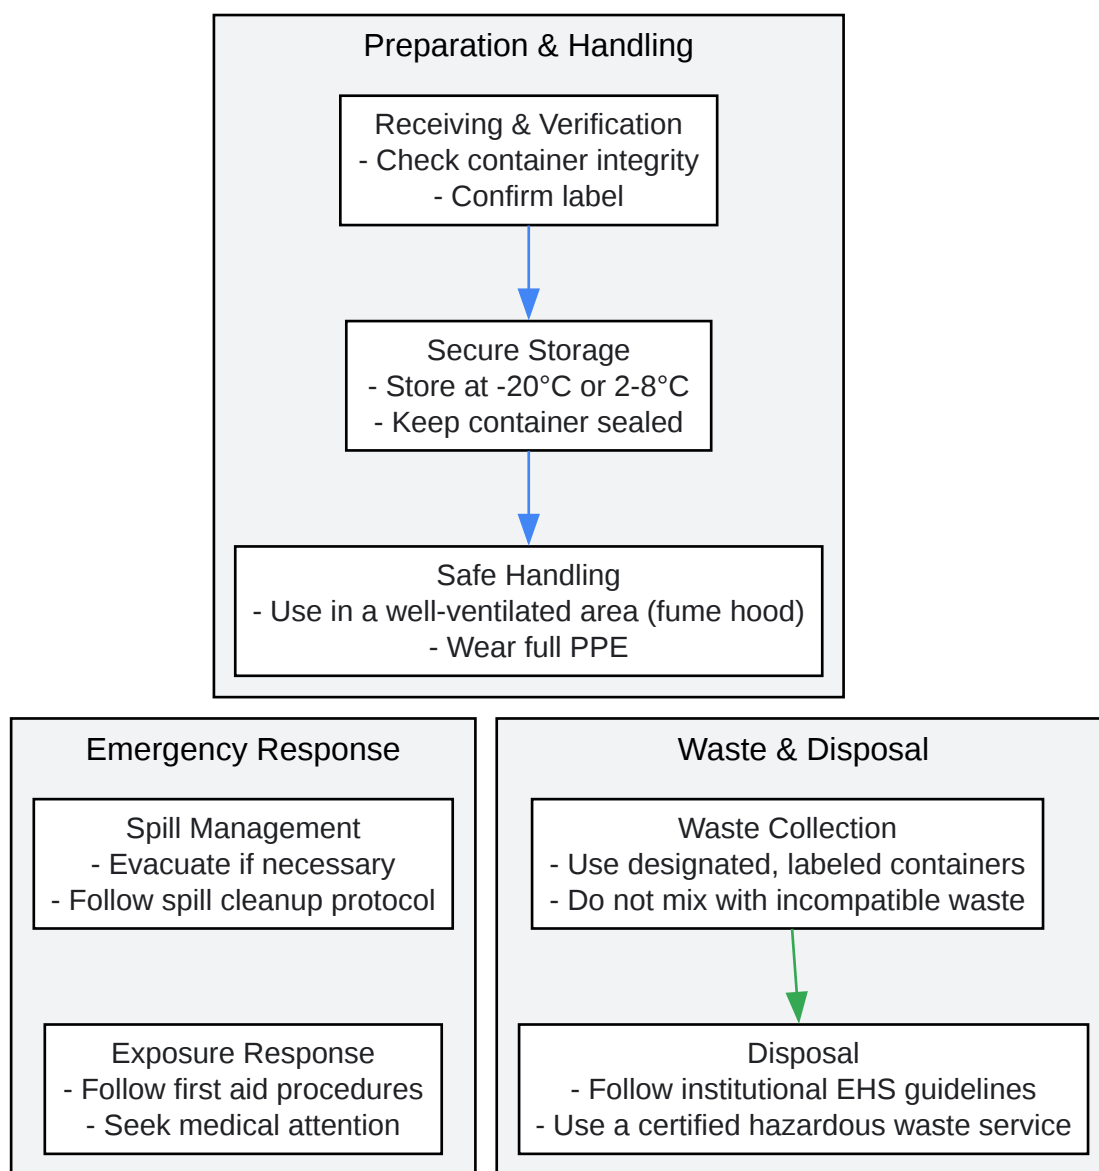 Preparation & Handling
Receiving & Verification
- Check container integrity
- Confirm label
Secure Storage
- Store at -20°C or 2-8°C
- Keep container sealed
Safe Handling
- Use in a well-ventilated area (fume hood)
- Wear full PPE
Emergency Response
Spill Management
- Evacuate if necessary
- Follow spill cleanup protocol
Exposure Response
- Follow first aid procedures
- Seek medical attention
Waste & Disposal
Waste Collection
- Use designated, labeled containers
- Do not mix with incompatible waste
Disposal
- Follow institutional EHS guidelines
- Use a certified hazardous waste service